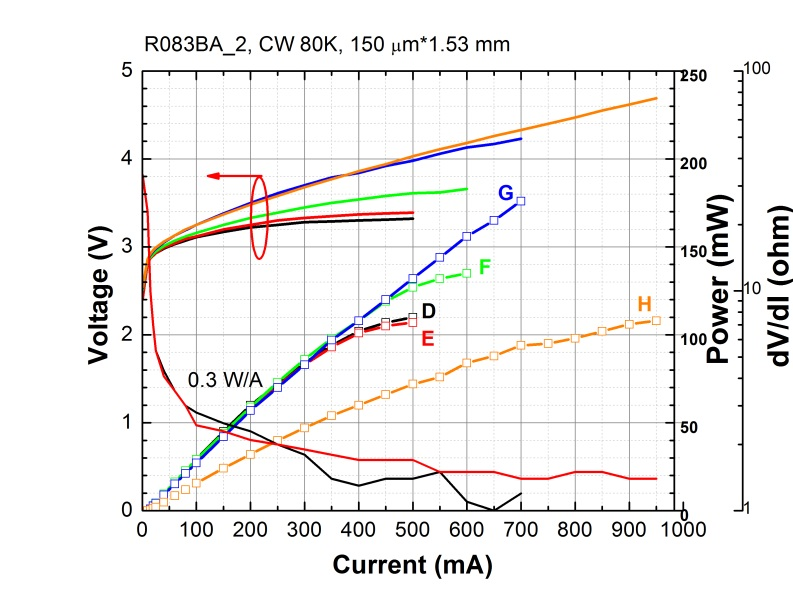 R083BA_2, CW 80K, 150 μm*1.53 mm
5
4
3
2
1
0
Voltage (V)
250
200
150
100
50
0
Power (mW)
100
10
1
dV/dI (ohm)
G
F
H
D
E
0.3 W/A
0 100 200 300 400 500 600 700 800 900 1000
Current (mA)